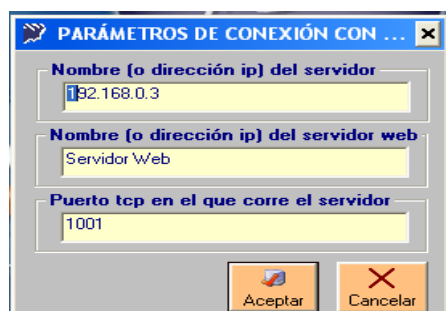 PARÁMETROS DE CONEXIÓN CON ...
Nombre (o dirección ip) del servidor
192.168.0.3
Nombre (o dirección ip) del servidor web
Servidor Web
Puerto tcp en el que corre el servidor
1001
Aceptar
Cancelar